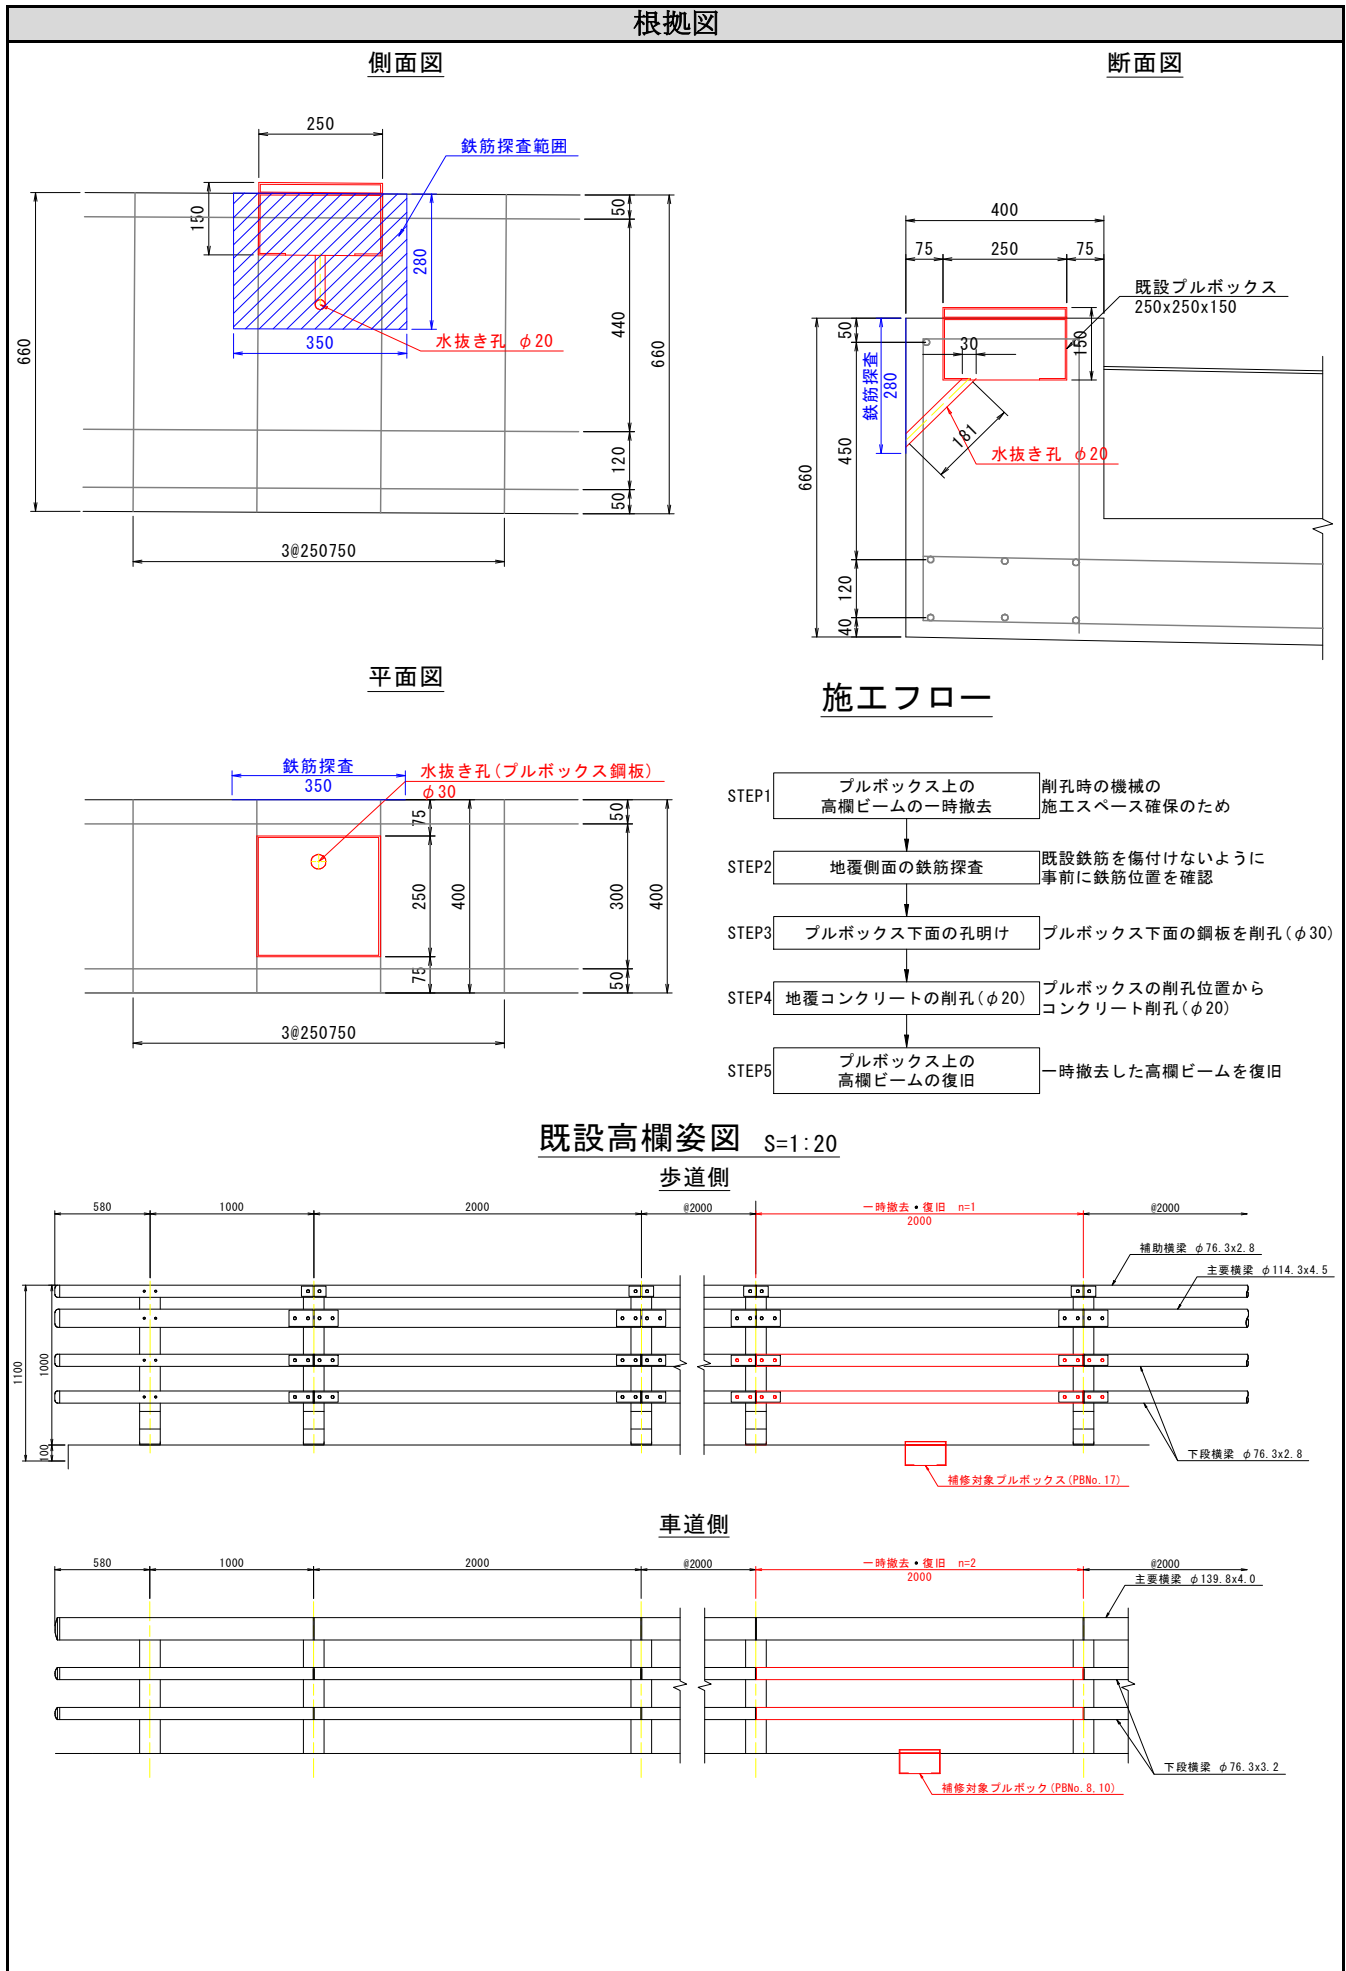 根拠図
側面図
断面図
250
鉄筋探査範囲
150
280
350
水抜き孔 φ20
660
50
440
120
50
660
3@250750
400
75
250
75
既設プルボックス
250x250x150
50
30
150
鉄筋探査
280
181
水抜き孔 φ20
450
660
120
40
平面図
鉄筋探査
350
水抜き孔(プルボックス鋼板)
φ30
75
250
75
400
50
300
50
400
3@250750
施工フロー
STEP1
プルボックス上の
高欄ビームの一時撤去
削孔時の機械の
施工スペース確保のため
STEP2
地覆側面の鉄筋探査
既設鉄筋を傷付けないように
事前に鉄筋位置を確認
STEP3
プルボックス下面の孔明け
プルボックス下面の鋼板を削孔(φ30)
STEP4
地覆コンクリートの削孔(φ20)
プルボックスの削孔位置から
コンクリート削孔(φ20)
STEP5
プルボックス上の
高欄ビームの復旧
一時撤去した高欄ビームを復旧
既設高欄姿図 S=1:20
歩道側
580
1000
2000
@2000
一時撤去・復旧 n=1
2000
@2000
補助横梁 φ76.3x2.8
主要横梁 φ114.3x4.5
1100
1000
100
下段横梁 φ76.3x2.8
補修対象プルボックス(PBNo.17)
車道側
580
1000
2000
@2000
一時撤去・復旧 n=2
2000
@2000
主要横梁 φ139.8x4.0
下段横梁 φ76.3x3.2
補修対象プルボック(PBNo.8,10)